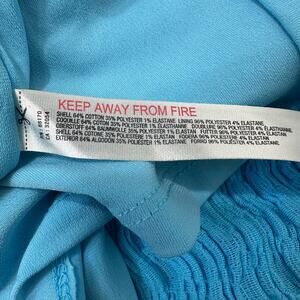 KEEP AWAY FROM FIRE
SHELL 64% COTTON 35% POLYESTER 1% ELASTANE LINING 96% POLYESTER 4% ELASTANE
COQUILLE 64% COTON 35% POLYESTER 1% ELASTHANNE DOUBLURE 96% POLYESTER 4% ELASTHANNE
OBERSTOFF 64% BAUMWOLLE 35% POLYESTER 1% ELASTAN FUTTER 96% POLYESTER 4% ELASTAN
ESTERNO 64% COTONE 35% POLIESTERE 1% ELASTAN FODERA 96% POLIESTERE 4% ELASTAN
EXTERIOR 64% ALGODON 35% POLIESTER 1% ELASTANO FORRO 96% POLIESTER 4% ELASTANO
CA: 32054